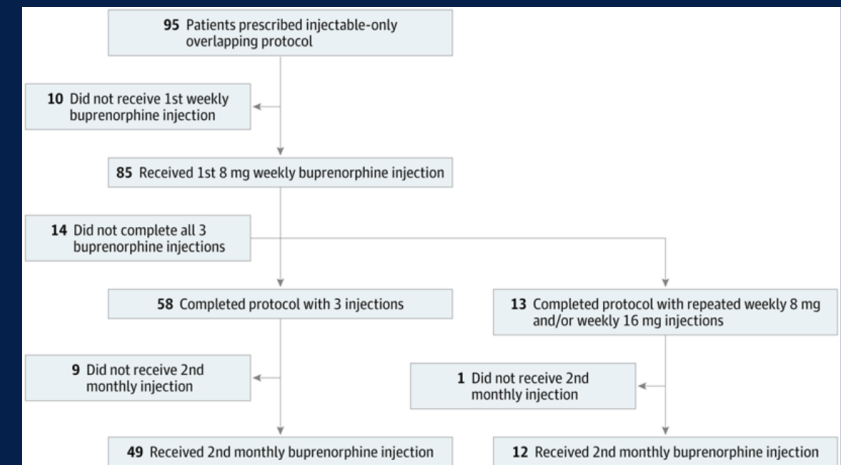 95 Patients prescribed injectable-only
overlapping protocol
10 Did not receive 1st weekly
buprenorphine injection
85 Received 1st 8 mg weekly buprenorphine injection
14 Did not complete all 3
buprenorphine injections
58 Completed protocol with 3 injections
13 Completed protocol with repeated weekly 8 mg
and/or weekly 16 mg injections
9 Did not receive 2nd
monthly injection
1 Did not receive 2nd
monthly injection
49 Received 2nd monthly buprenorphine injection
12 Received 2nd monthly buprenorphine injection